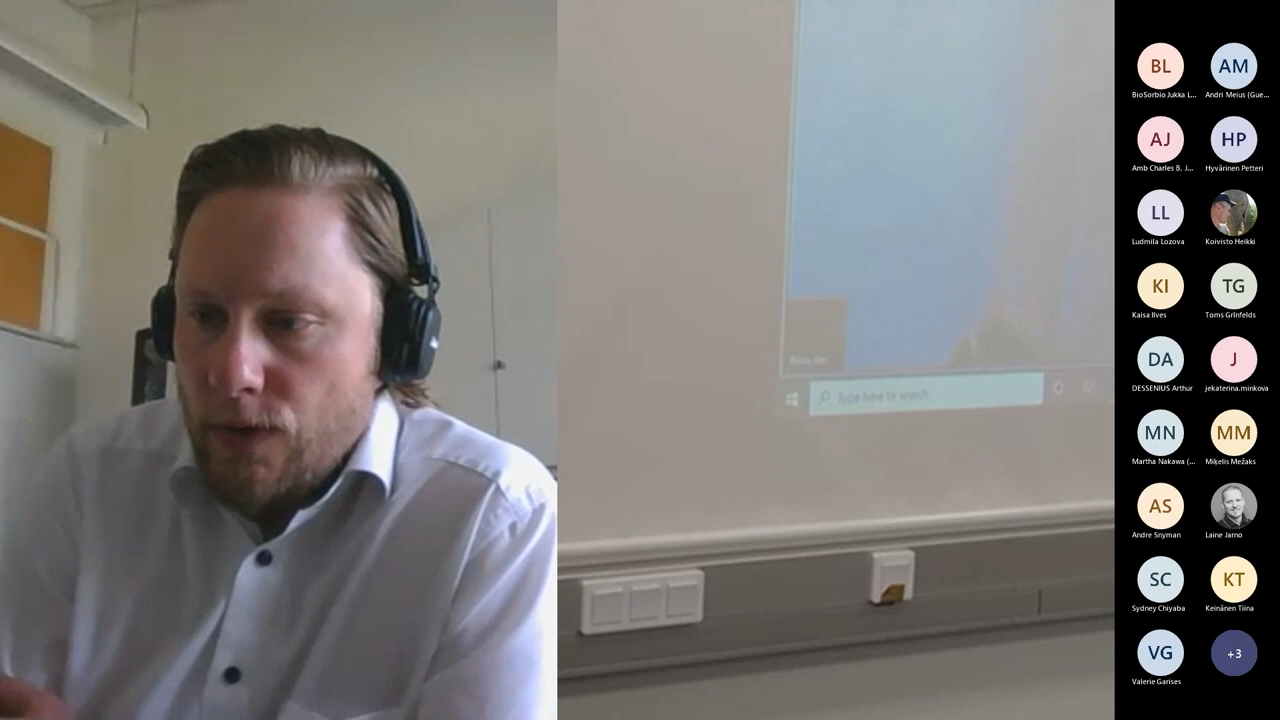 BL
AM
BioSorbio Jukka L...
Andri Meius (Gue...
AJ
HP
Amb Charles B. J...
Hyvärinen Petteri
LL
Ludmila Lozova
Koivisto Heikki
KI
TG
Kaisa Ilves
Toms Grīnfelds
DA
J
DESSENIUS Arthur
jekaterina.minkova
MN
MM
Martha Nakawa (...
Miķelis Mežaks
AS
Andre Snyman
Laine Jarno
SC
KT
Sydney Chiyaba
Keinänen Tiina
VG
+3
Valerie Garises
Type here to search